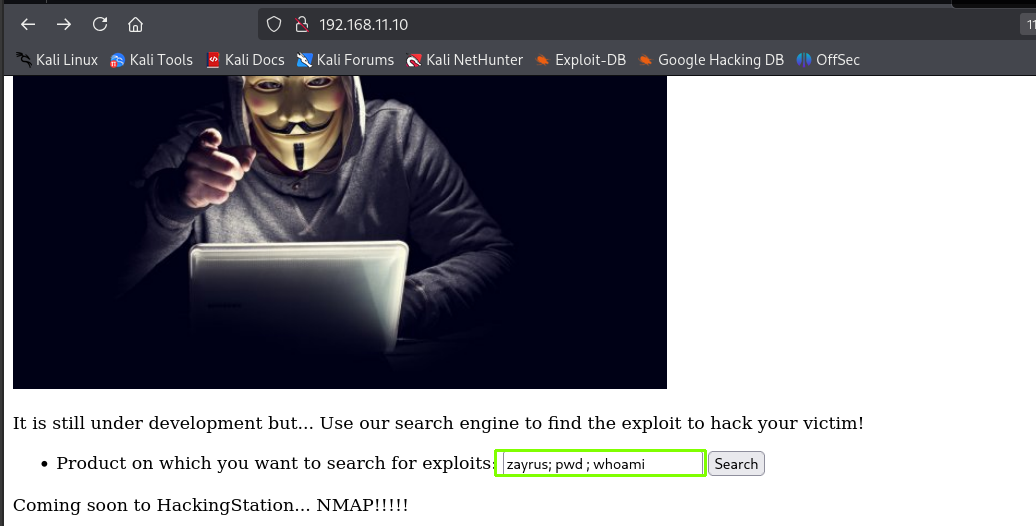 192.168.11.10
Kali Linux Kali Tools Kali Docs Kali Forums Kali NetHunter Exploit-DB Google Hacking DB OffSec
It is still under development but... Use our search engine to find the exploit to hack your victim!
• Product on which you want to search for exploits: zayrus; pwd ; whoami Search
Coming soon to HackingStation... NMAP!!!!!